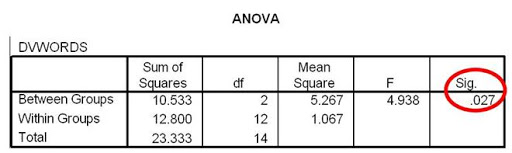 ANOVA
DVWORDS
Sum of Squares df Mean Square F Sig.
Between Groups 10.533 2 5.267 4.938 .027
Within Groups 12.800 12 1.067
Total 23.333 14